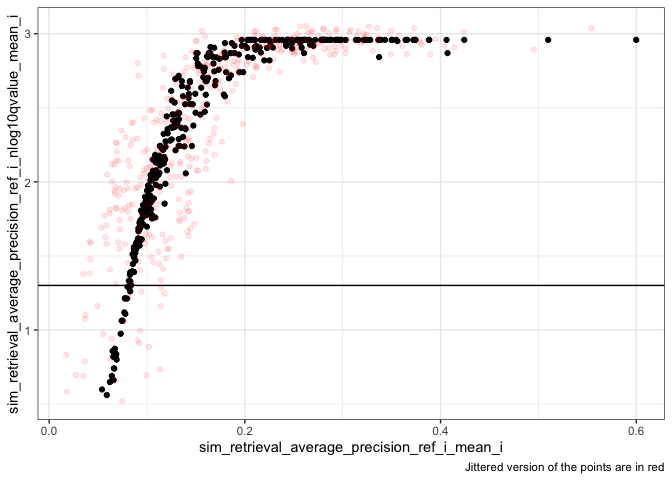 sim_retrieval_average_precision_ref_i_nlog10qvalue_mean_i
3
2
1
0.0
0.2
0.4
0.6
sim_retrieval_average_precision_ref_i_mean_i
Jittered version of the points are in red